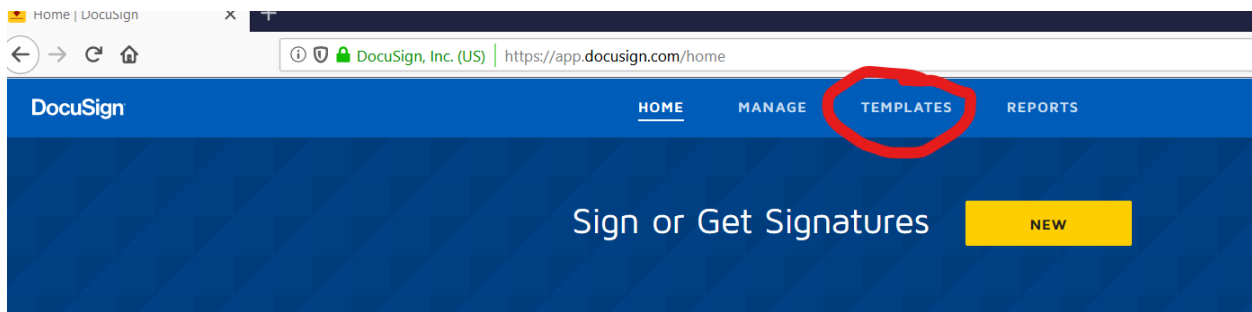 Home | DocuSign
DocuSign, Inc. (US) https://app.docusign.com/home
DocuSign HOME MANAGE TEMPLATES REPORTS
Sign or Get Signatures NEW